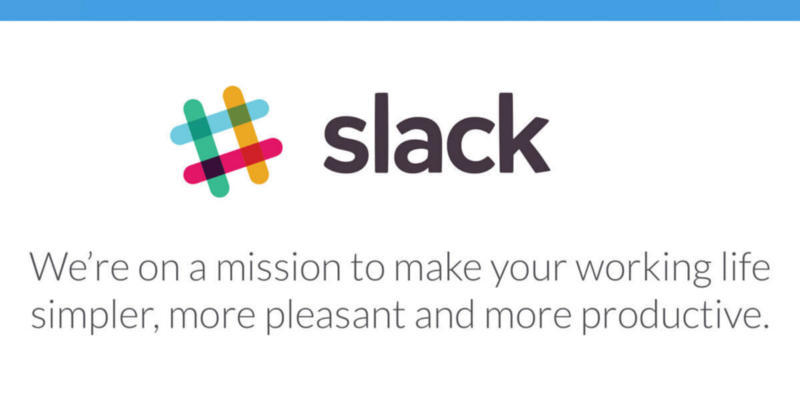 slack
We’re on a mission to make your working life
simpler, more pleasant and more productive.